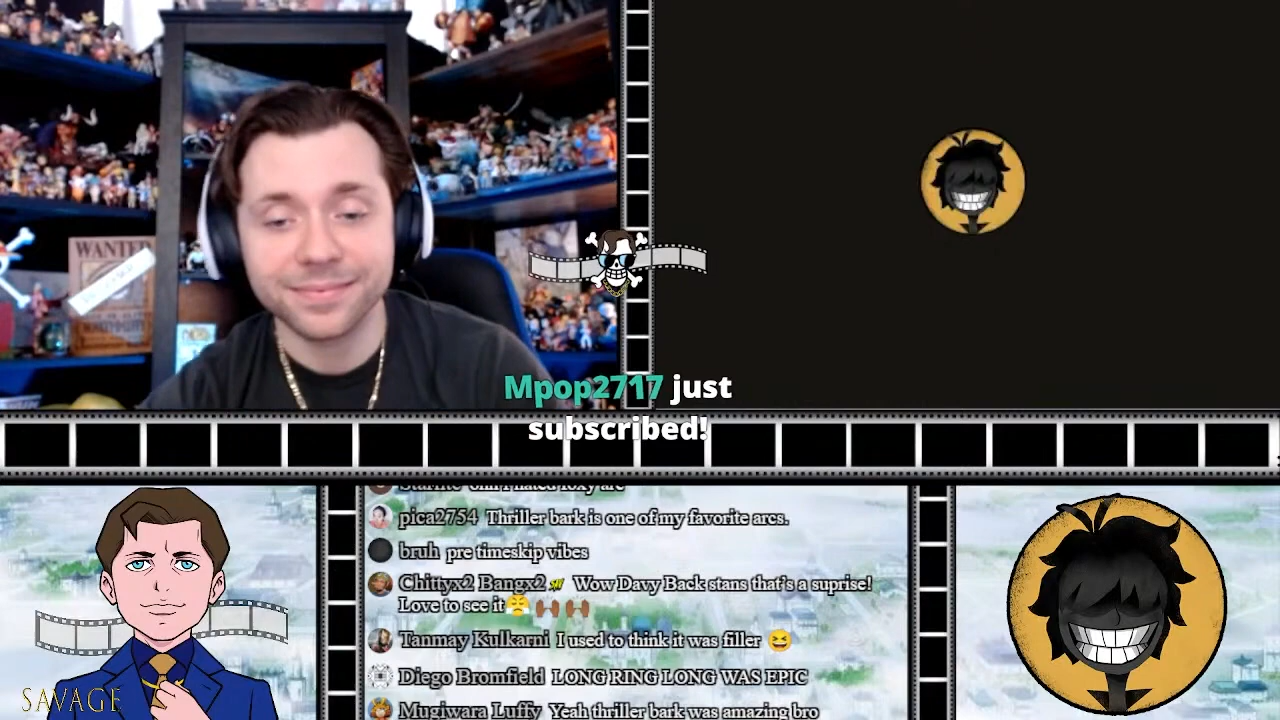 WANTED
Mpop2717 just
subscribed!
pica2754 Thriller bark is one of my favorite arcs.
bruh pre timeskip vibes
Chittyx2 Bangx2 Wow Davy Back stans that's a suprise!
Love to see it
Tanmay Kulkarni I used to think it was filler
Diego Bromfield LONG RING LONG WAS EPIC
Mugiwara Luffy Yeah thriller bark was amazing bro
SAVAGE